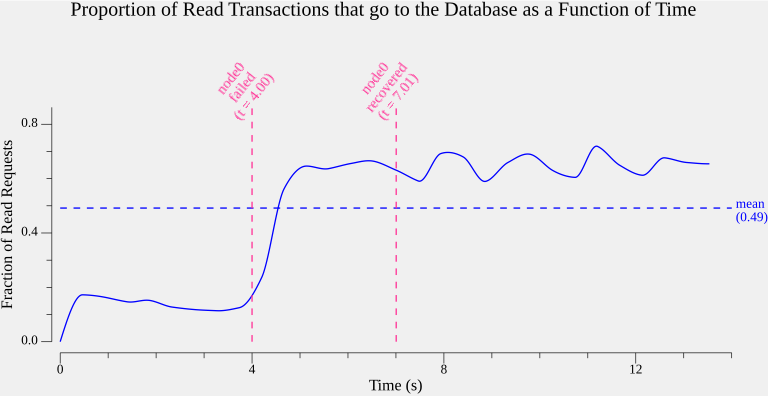 Proportion of Read Transactions that go to the Database as a Function of Time
node0
failed
(t = 4.00)
node0
recovered
(t = 7.01)
Fraction of Read Requests
0.8
0.4
0.0
mean
(0.49)
0
4
8
12
Time (s)